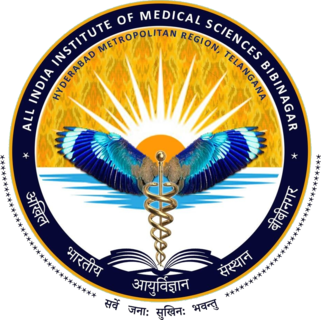 ALL INDIA INSTITUTE OF MEDICAL SCIENCES BIBINAGAR
HYDERABAD METROPOLITAN REGION, TELANGANA
अखिल भारतीय आयुर्विज्ञान संस्थान बीबीनगर
सर्वे जनाः सुखिनः भवन्तु